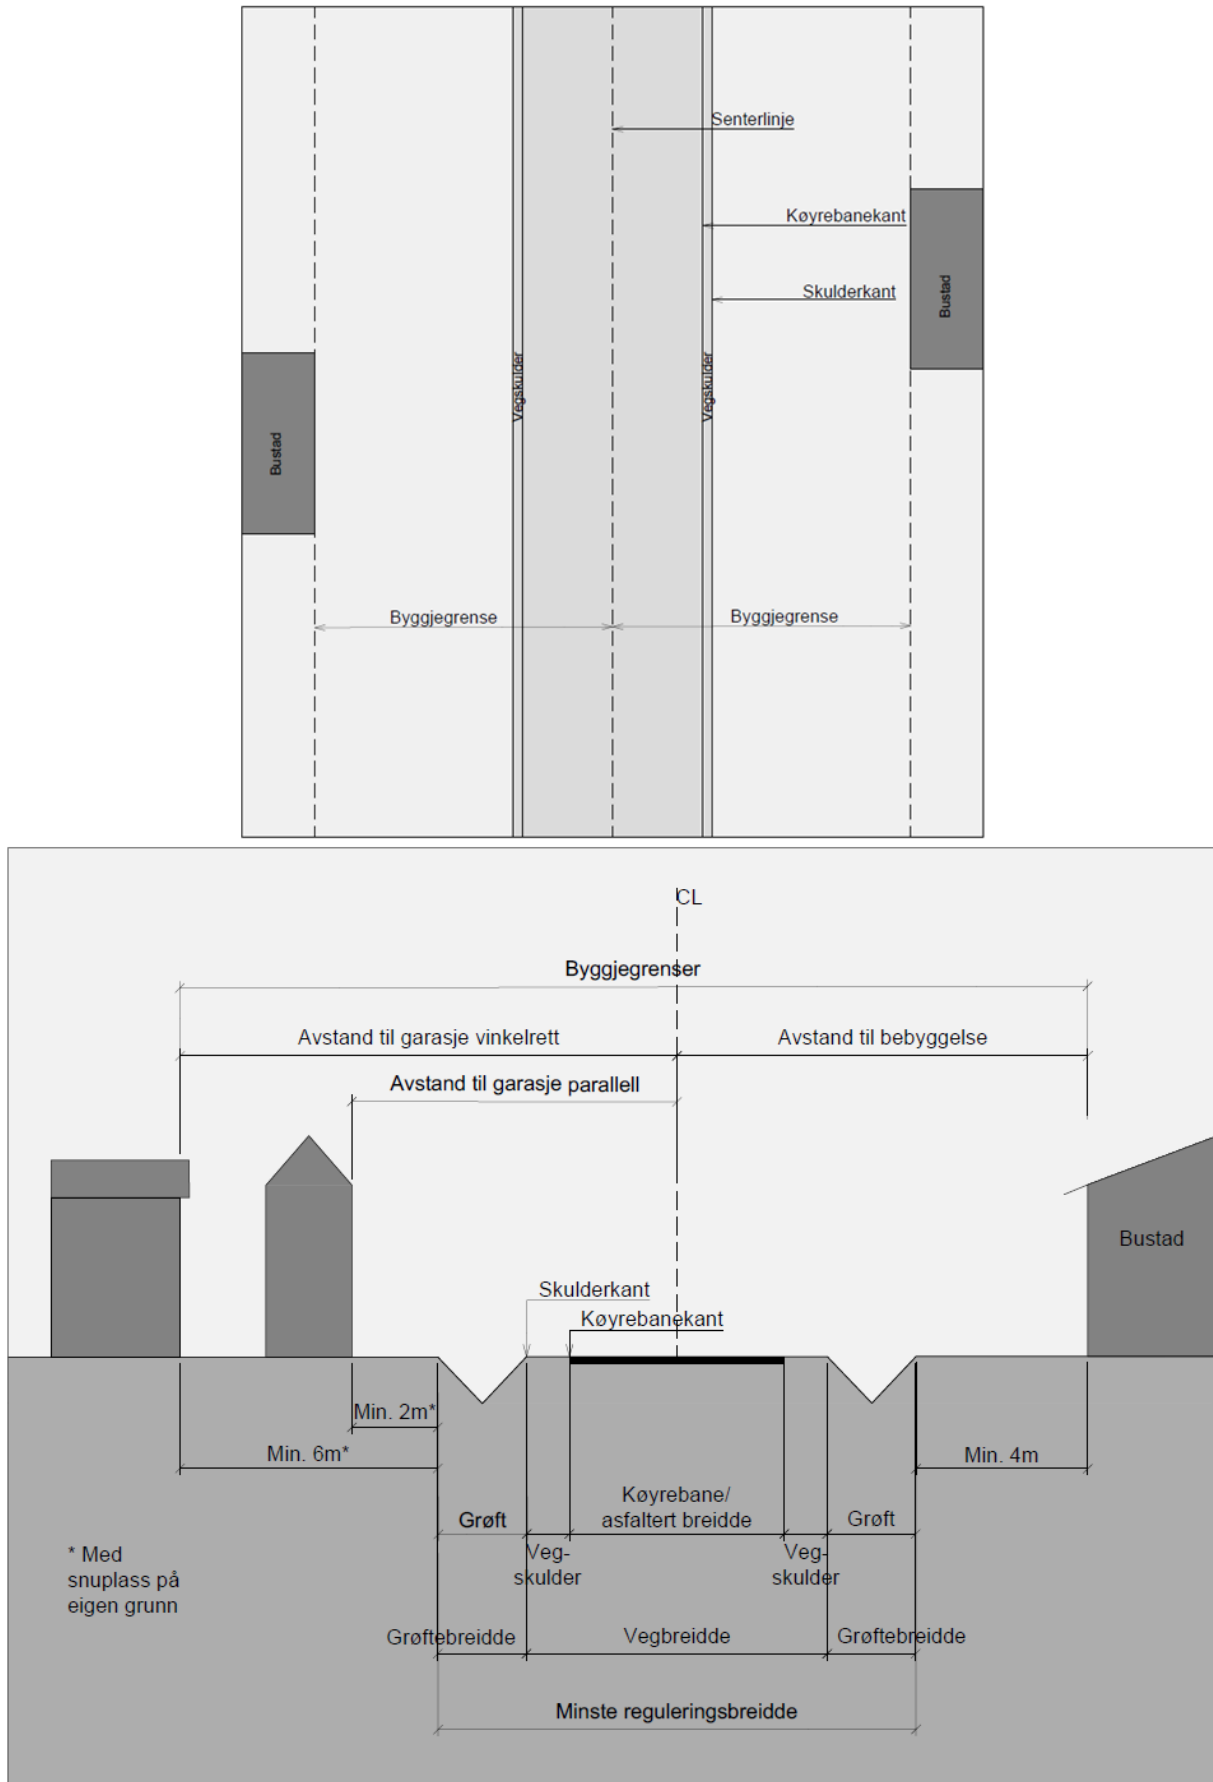 Senterlinje
Køyrebanekant
Skulderkant
Bustad
Vegskulder
Vegskulder
Bustad
Byggjegrense
Byggjegrense
CL
Byggjegrenser
Avstand til garasje vinkelrett
Avstand til bebyggelse
Avstand til garasje parallell
Bustad
Skulderkant
Køyrebanekant
Min. 2m*
Min. 6m*
Min. 4m
Køyrebane/
asfaltert breidde
Grøft
Grøft
Veg-
skulder
Veg-
skulder
* Med
snuplass på
eigen grunn
Grøftebreidde
Vegbreidde
Grøftebreidde
Minste reguleringsbreidde